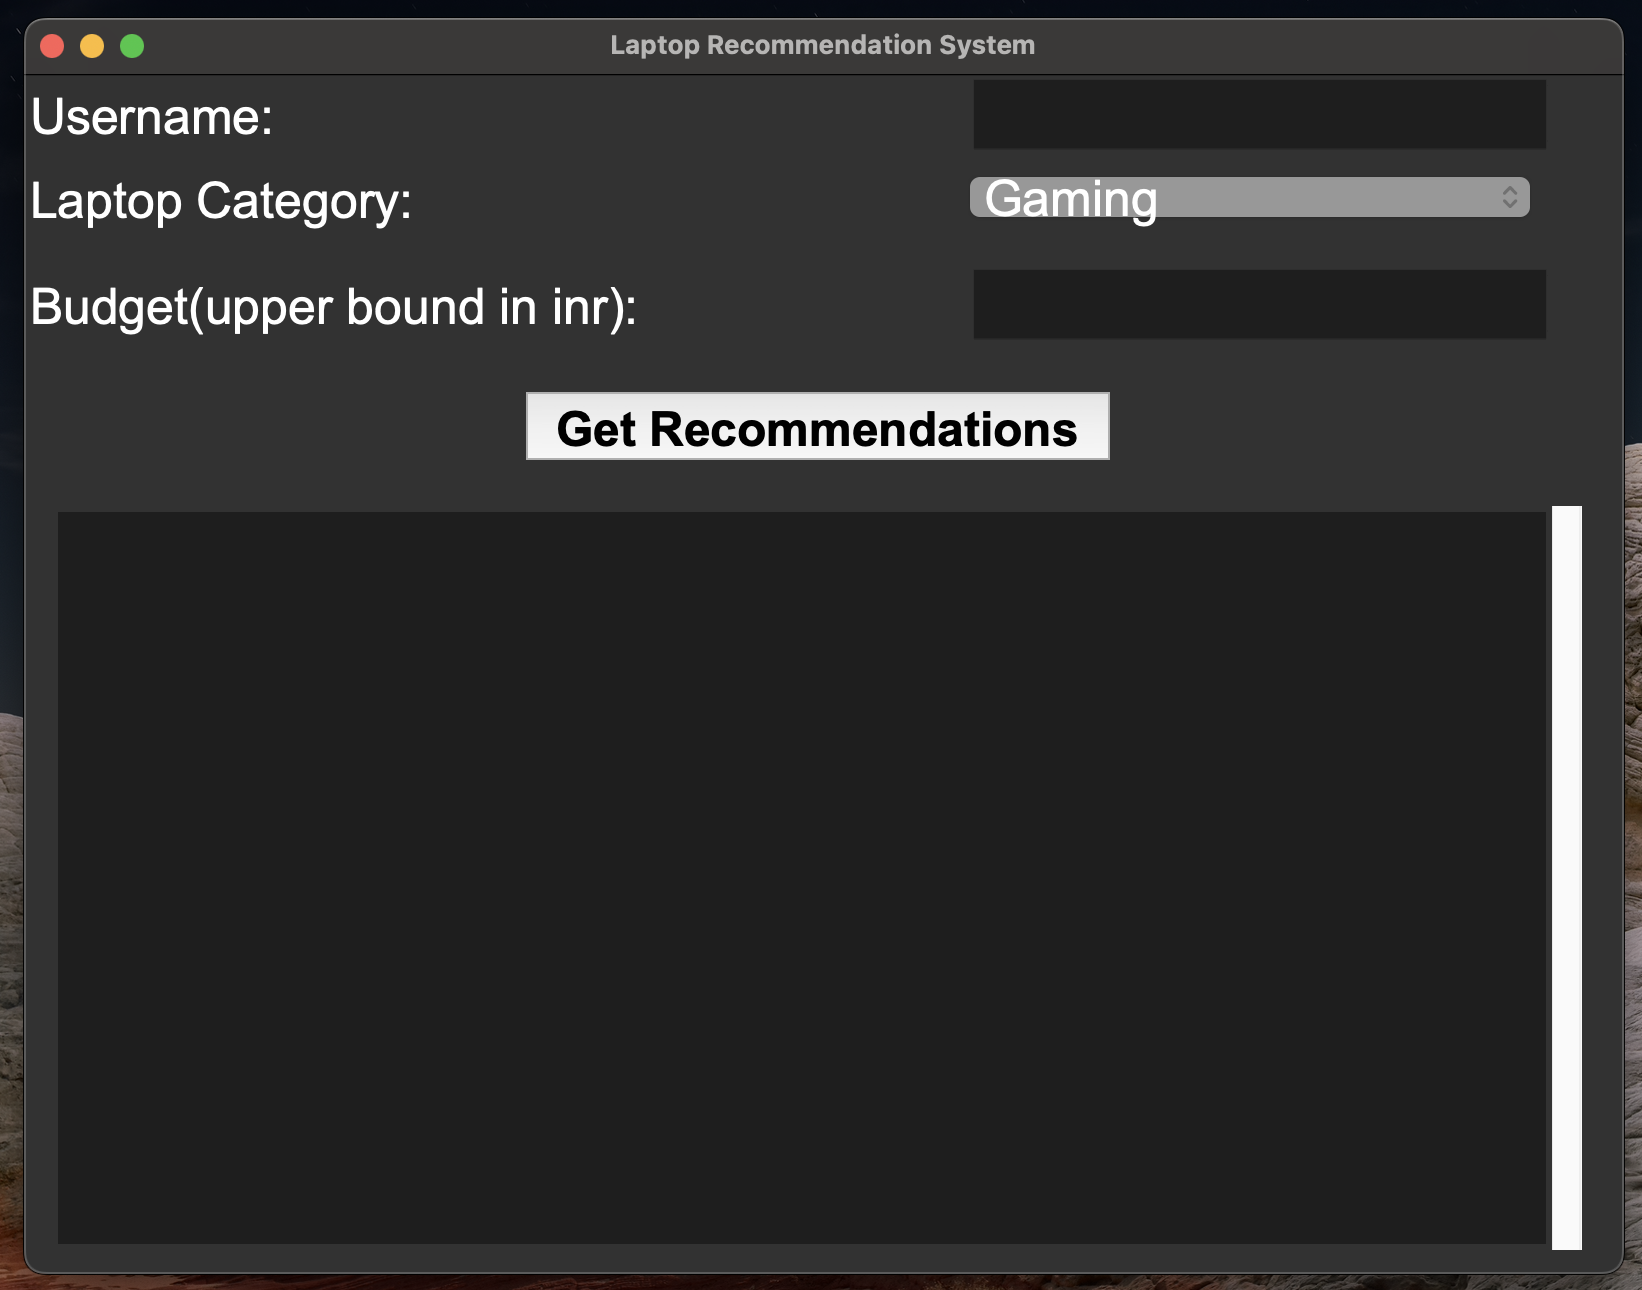 Laptop Recommendation System
Username:
Laptop Category: Gaming
Budget(upper bound in inr):
Get Recommendations